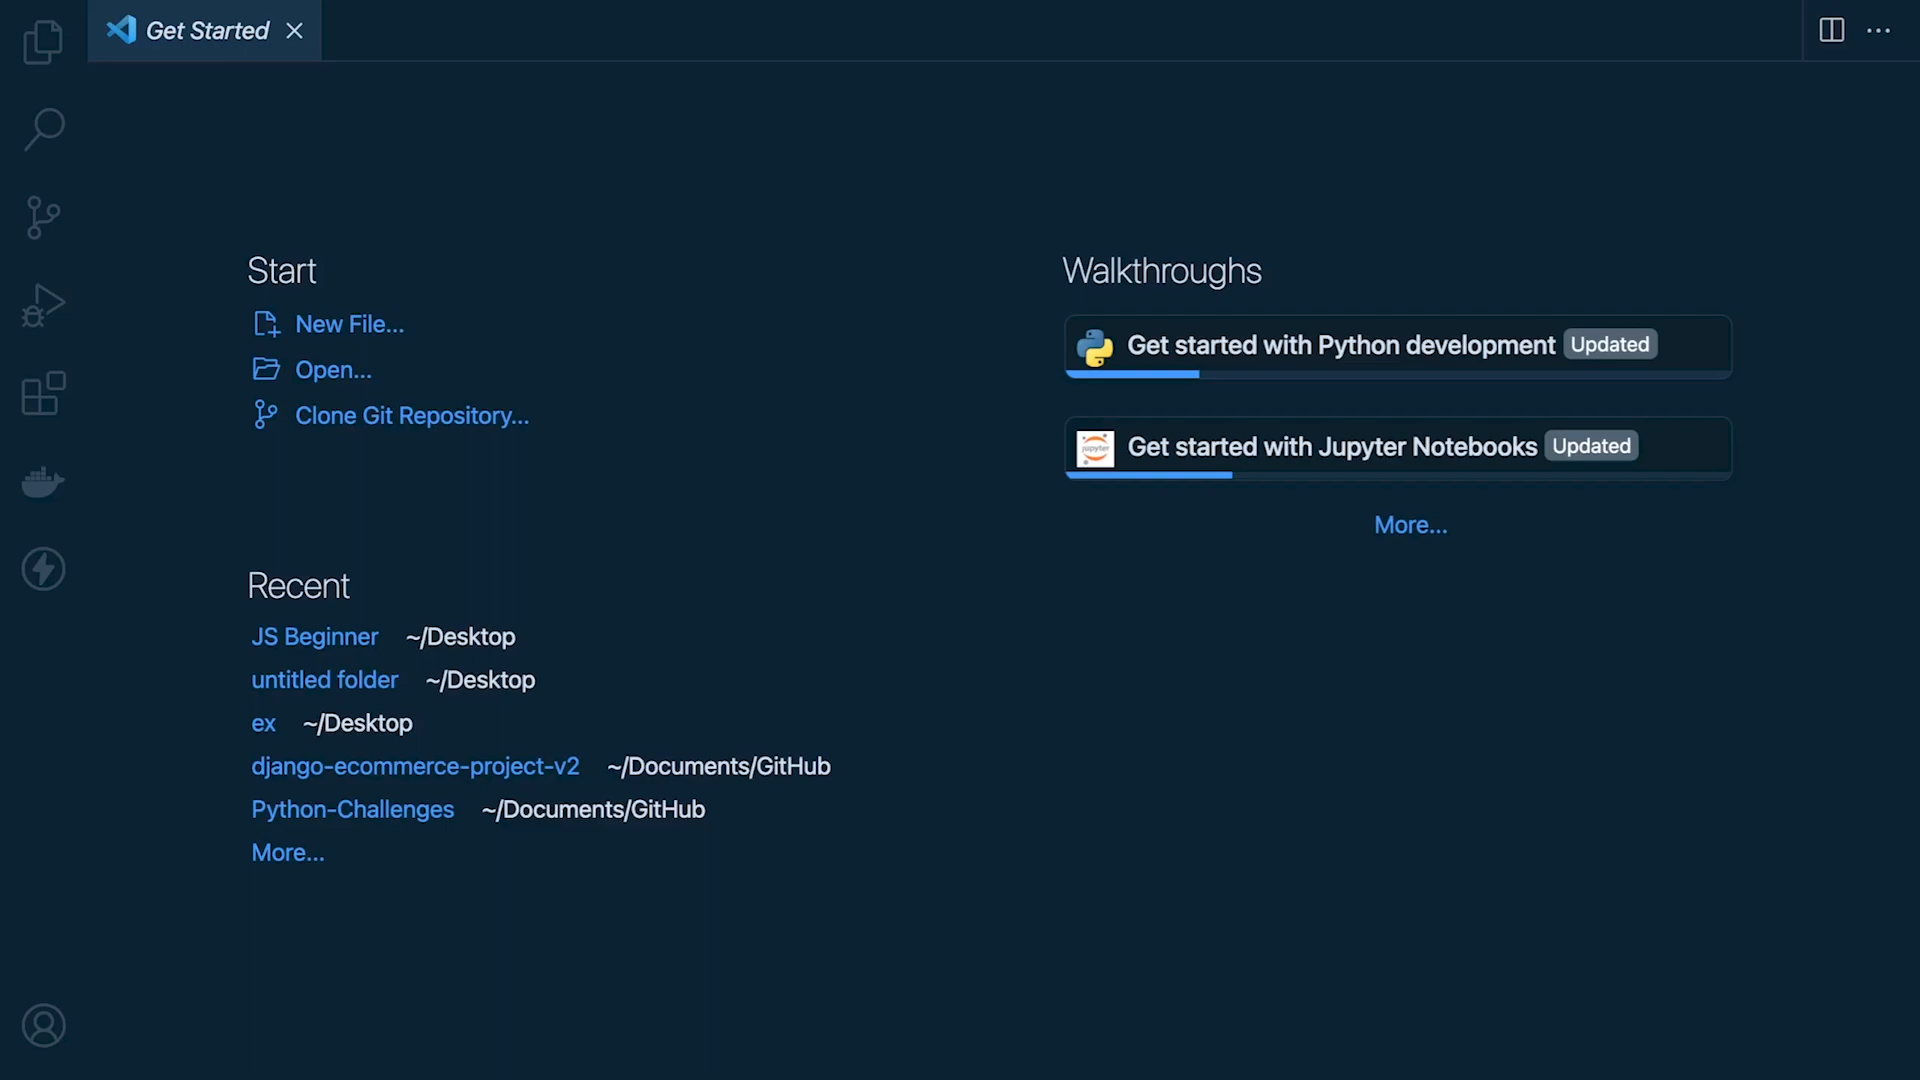 Get Started
Start
New File...
Open...
Clone Git Repository...
Walkthroughs
Get started with Python development Updated
jupyter Get started with Jupyter Notebooks Updated
More...
Recent
JS Beginner ~/Desktop
untitled folder ~/Desktop
ex ~/Desktop
django-ecommerce-project-v2 ~/Documents/GitHub
Python-Challenges ~/Documents/GitHub
More...